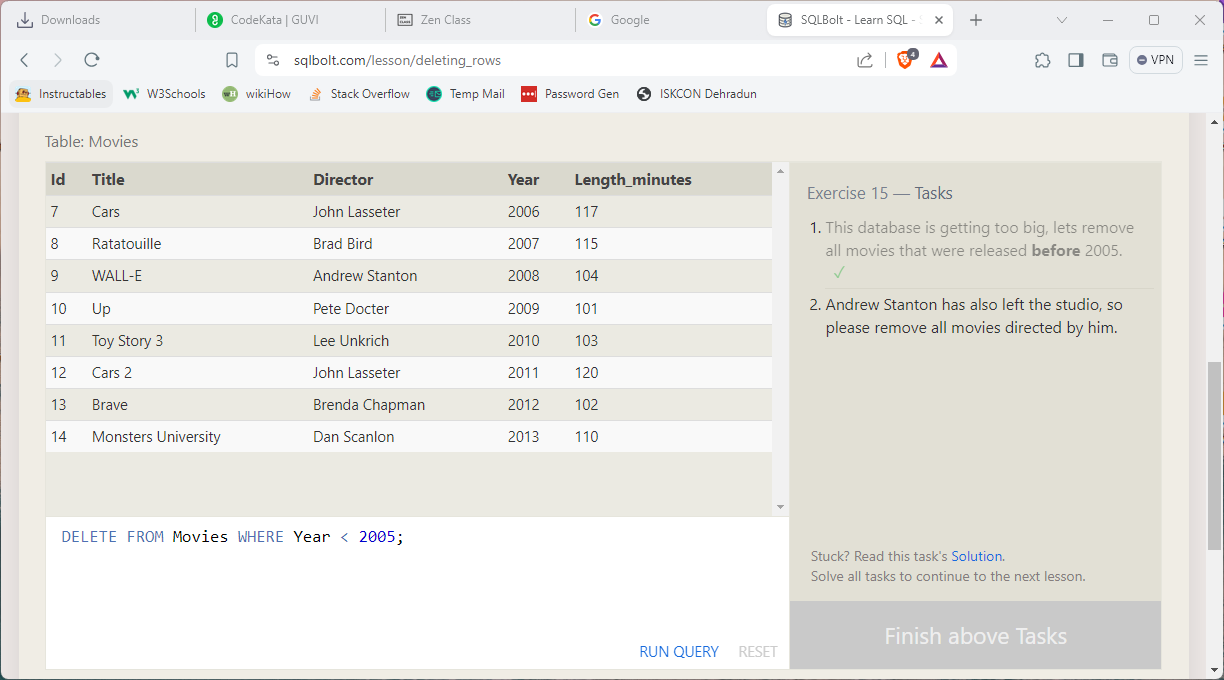 Downloads
CodeKata | GUVI
Zen Class
Google
SQLBolt - Learn SQL -
sqlbolt.com/lesson/deleting_rows
4
VPN
Instructables
W3Schools
wikiHow
Stack Overflow
Temp Mail
Password Gen
ISKCON Dehradun
Table: Movies
Id Title Director Year Length_minutes
7 Cars John Lasseter 2006 117
8 Ratatouille Brad Bird 2007 115
9 WALL-E Andrew Stanton 2008 104
10 Up Pete Docter 2009 101
11 Toy Story 3 Lee Unkrich 2010 103
12 Cars 2 John Lasseter 2011 120
13 Brave Brenda Chapman 2012 102
14 Monsters University Dan Scanlon 2013 110
DELETE FROM Movies WHERE Year < 2005;
RUN QUERY RESET
Exercise 15 — Tasks
1. This database is getting too big, lets remove
all movies that were released before 2005.
✓
2. Andrew Stanton has also left the studio, so
please remove all movies directed by him.
Stuck? Read this task's Solution.
Solve all tasks to continue to the next lesson.
Finish above Tasks